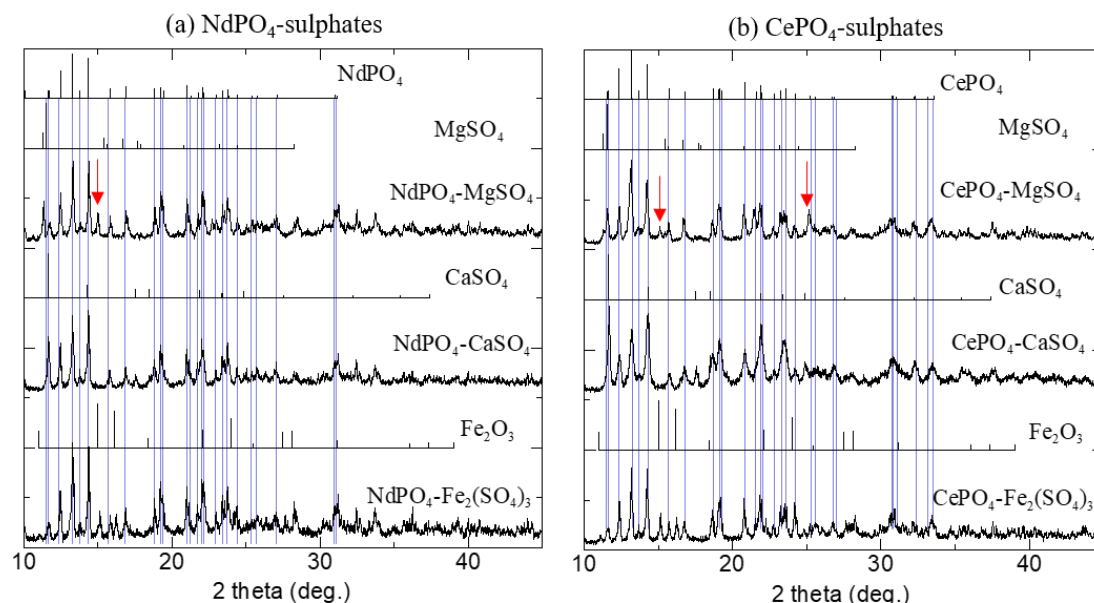 (a) NdPO₄-sulphates
NdPO₄
MgSO₄
NdPO₄-MgSO₄
CaSO₄
NdPO₄-CaSO₄
Fe₂O₃
NdPO₄-Fe₂(SO₄)₃
10 20 30 40
2 theta (deg.)
(b) CePO₄-sulphates
CePO₄
MgSO₄
CePO₄-MgSO₄
CaSO₄
CePO₄-CaSO₄
Fe₂O₃
CePO₄-Fe₂(SO₄)₃
10 20 30 40
2 theta (deg.)